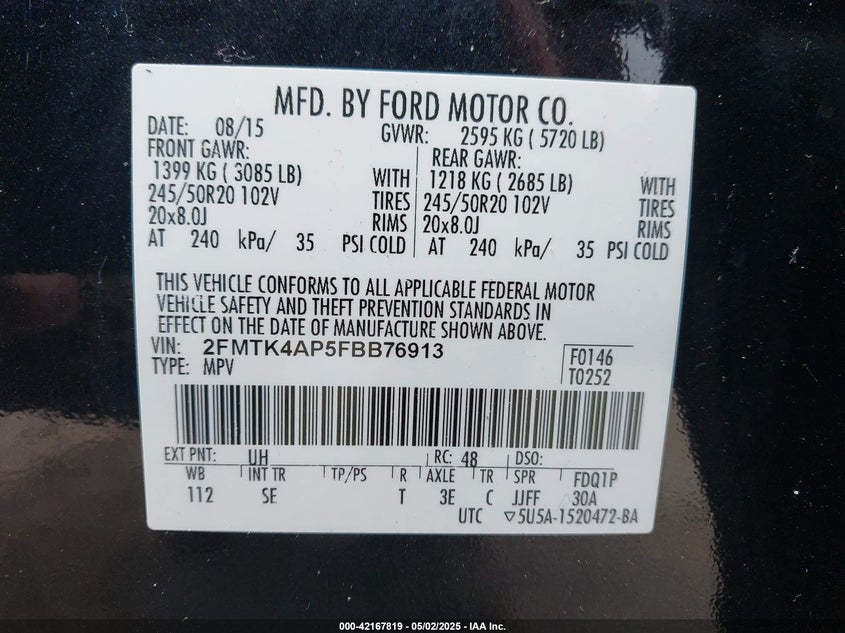 MFD. BY FORD MOTOR CO.
DATE: 08/15 GVWR: 2595 KG ( 5720 LB)
FRONT GAWR: REAR GAWR:
1399 KG ( 3085 LB) WITH 1218 KG ( 2685 LB) WITH
245/50R20 102V TIRES 245/50R20 102V TIRES
20x8.0J RIMS 20x8.0J RIMS
AT 240 kPa/ 35 PSI COLD AT 240 kPa/ 35 PSI COLD
THIS VEHICLE CONFORMS TO ALL APPLICABLE FEDERAL MOTOR
VEHICLE SAFETY AND THEFT PREVENTION STANDARDS IN
EFFECT ON THE DATE OF MANUFACTURE SHOWN ABOVE.
VIN: 2FMTK4AP5FBB76913 F0146
TYPE: MPV T0252
EXT PNT: UH RC: 48 DSO:
WB INT TR TP/PS R AXLE TR SPR FDQ1P
112 SE T 3E C JJFF 30A
UTC ▽5U5A-1520472-BA
000-42167819 - 05/02/2025 - IAA Inc.